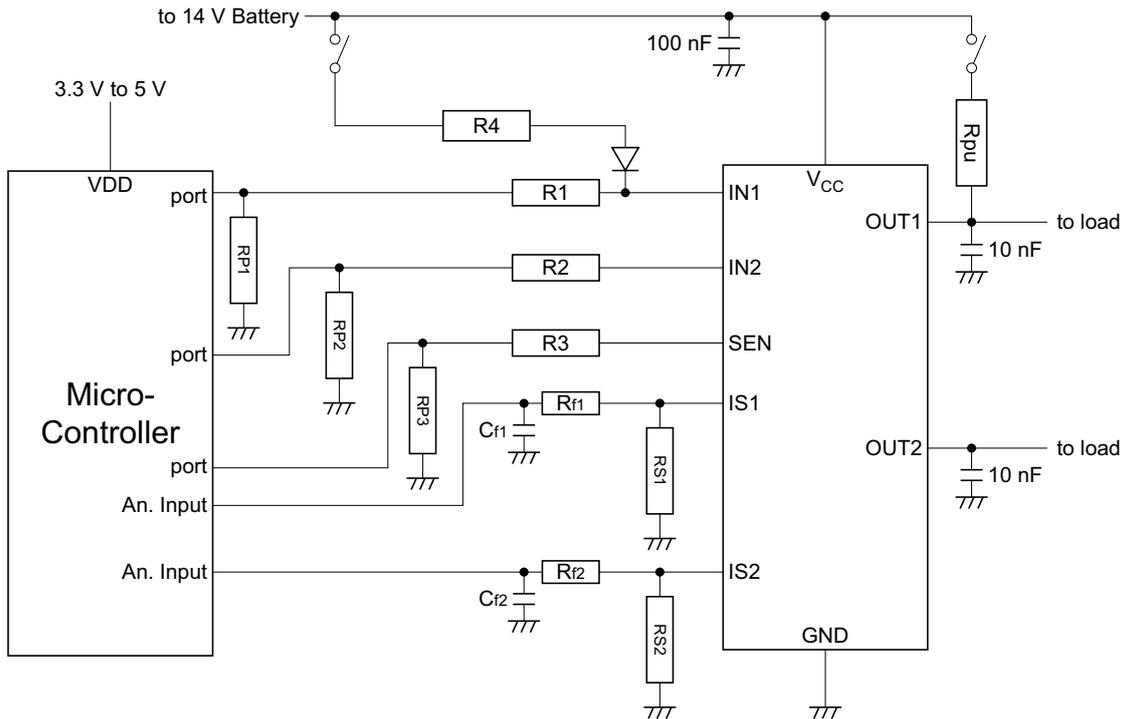 to 14 V Battery
100 nF
3.3 V to 5 V
R4
Rpu
VDD
port
R1
IN1
VCC
OUT1
to load
10 nF
RP1
R2
IN2
RP2
port
R3
SEN
RP3
Micro-
Controller
Rf1
IS1
Cf1
RS1
OUT2
to load
10 nF
port
An. Input
An. Input
Rf2
IS2
Cf2
RS2
GND